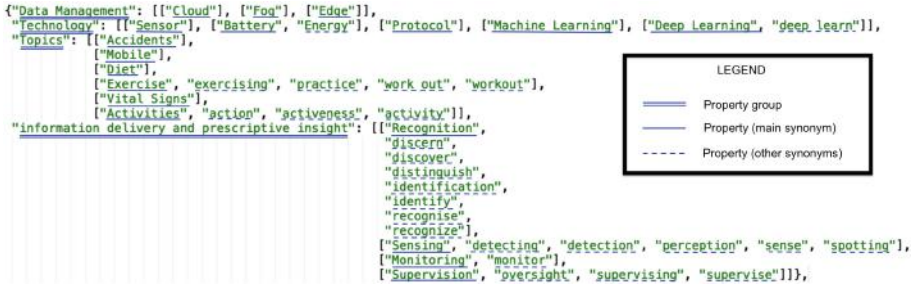 {"Data Management": [["Cloud"], ["Fog"], ["Edge"]],
"Technology": [["Sensor"], ["Battery", "Energy"], ["Protocol"], ["Machine Learning"], ["Deep Learning", "deep learn"]],
"Topics": [["Accidents"],
["Mobile"],
["Diet"],
["Exercise", "exercising", "practice", "work out", "workout"],
["Vital Signs"],
["Activities", "action", "activeness", "activity"]],
"information delivery and prescriptive insight": [["Recognition",
"discern",
"discover",
"distinguish",
"identification",
"identify",
"recognise",
"recognize"],
["Sensing", "detecting", "detection", "perception", "sense", "spotting"],
["Monitoring", "monitor"],
["Supervision", "oversight", "supervising", "supervise"]]},
LEGEND
Property group
Property (main synonym)
Property (other synonyms)